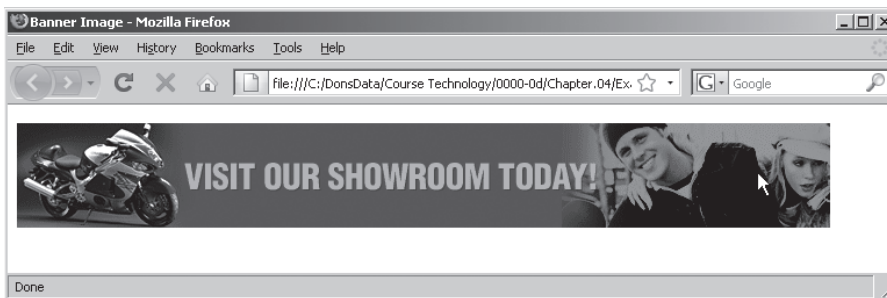 Banner Image - Mozilla Firefox
File Edit View History Bookmarks Tools Help
file:///C:/DonsData/Course Technology/0000-0d/Chapter.04/Ex. G Google
VISIT OUR SHOWROOM TODAY!
Done